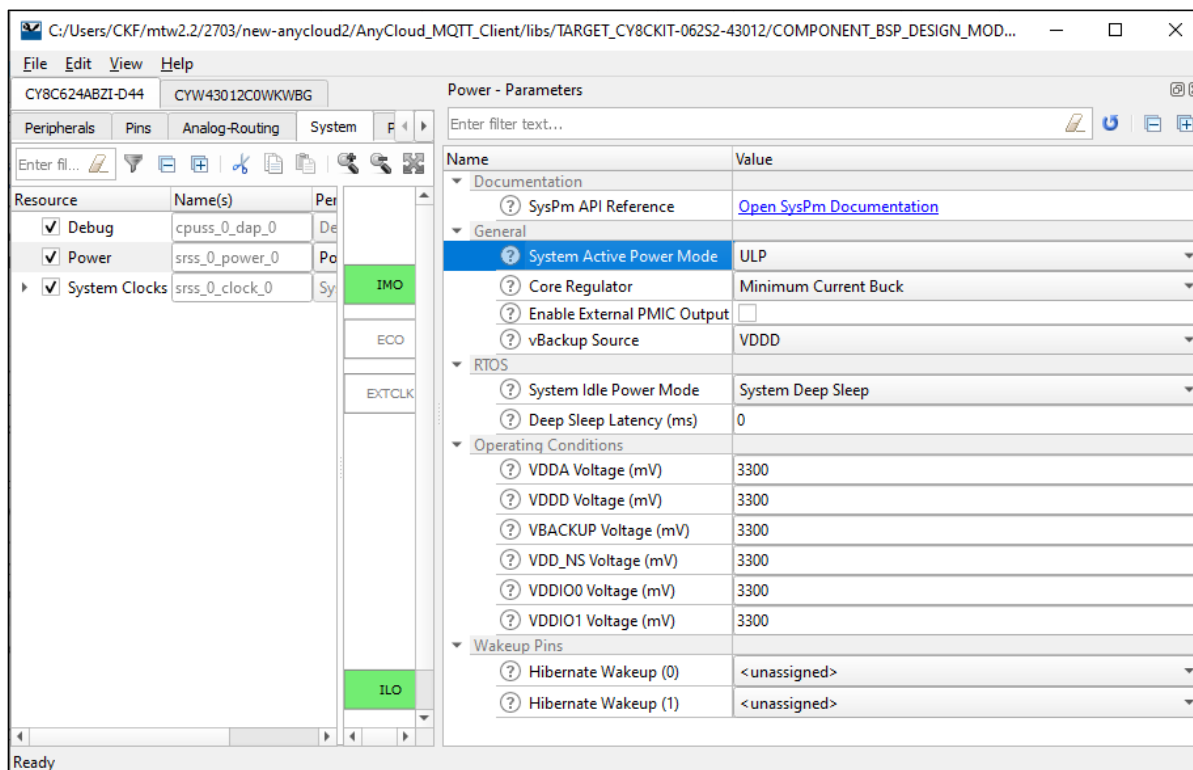 C:/Users/CKF/mtw2.2/2703/new-anycloud2/AnyCloud_MQTT_Client/libs/TARGET_CY8CKIT-062S2-43012/COMPONENT_BSP_DESIGN_MOD...
File Edit View Help
CY8C624ABZI-D44 CYW43012C0WKWBG
Peripherals Pins Analog-Routing System P
Enter fil...
Resource Name(s) Per
Debug cpuss_0_dap_0 De
Power srss_0_power_0 Po
System Clocks srss_0_clock_0 Sy
IMO
ECO
EXTCLK
ILO
Power - Parameters
Enter filter text...
Name Value
Documentation
SysPm API Reference Open SysPm Documentation
General
System Active Power Mode ULP
Core Regulator Minimum Current Buck
Enable External PMIC Output
vBackup Source VDDD
RTOS
System Idle Power Mode System Deep Sleep
Deep Sleep Latency (ms) 0
Operating Conditions
VDDA Voltage (mV) 3300
VDDD Voltage (mV) 3300
VBACKUP Voltage (mV) 3300
VDD_NS Voltage (mV) 3300
VDDIO0 Voltage (mV) 3300
VDDIO1 Voltage (mV) 3300
Wakeup Pins
Hibernate Wakeup (0) <unassigned>
Hibernate Wakeup (1) <unassigned>
Ready